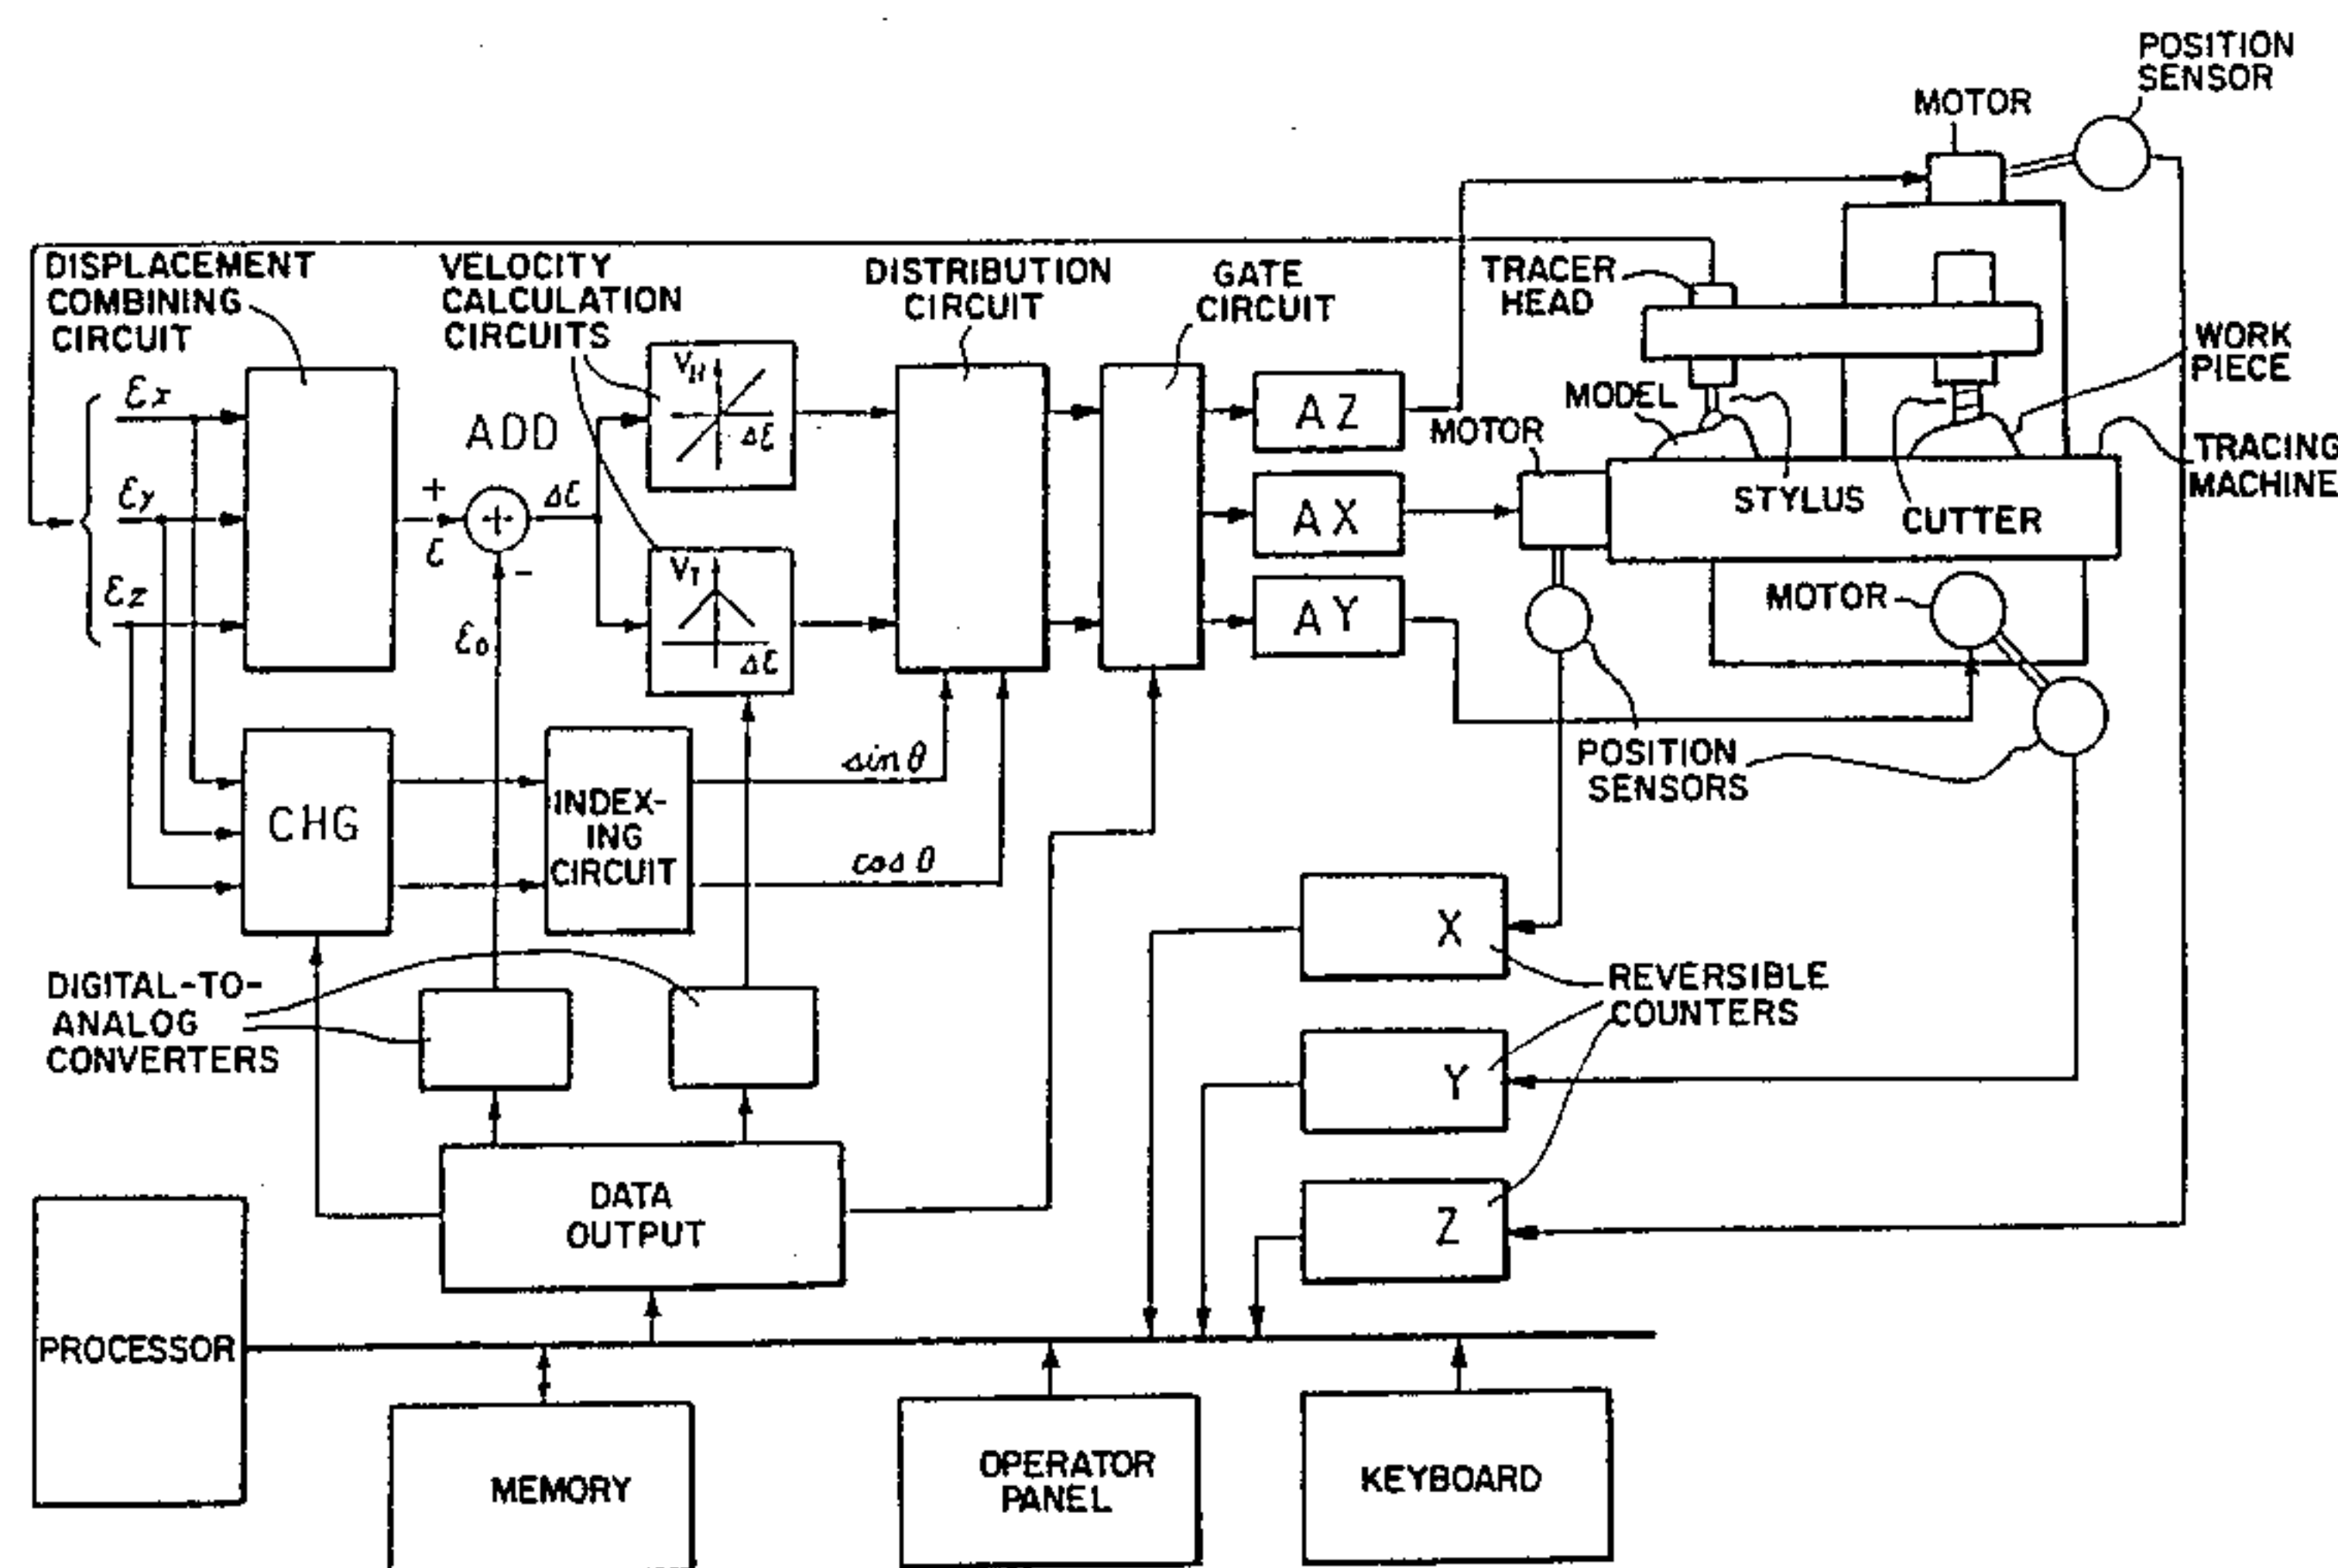 POSITION
SENSOR
MOTOR
DISPLACEMENT
COMBINING
CIRCUIT
VELOCITY
CALCULATION
CIRCUITS
DISTRIBUTION
CIRCUIT
GATE
CIRCUIT
TRACER
HEAD
WORK
PIECE
MODEL
MOTOR
TRACING
MACHINE
STYLUS
CUTTER
MOTOR
εx
εy
εz
ADD
+
ε
+
Δε
-
ε0
VN
Δε
VT
Δε
AZ
AX
AY
POSITION
SENSORS
CHG
INDEX-
ING
CIRCUIT
sin θ
cos θ
DIGITAL-TO-
ANALOG
CONVERTERS
X
Y
Z
REVERSIBLE
COUNTERS
DATA
OUTPUT
PROCESSOR
MEMORY
OPERATOR
PANEL
KEYBOARD